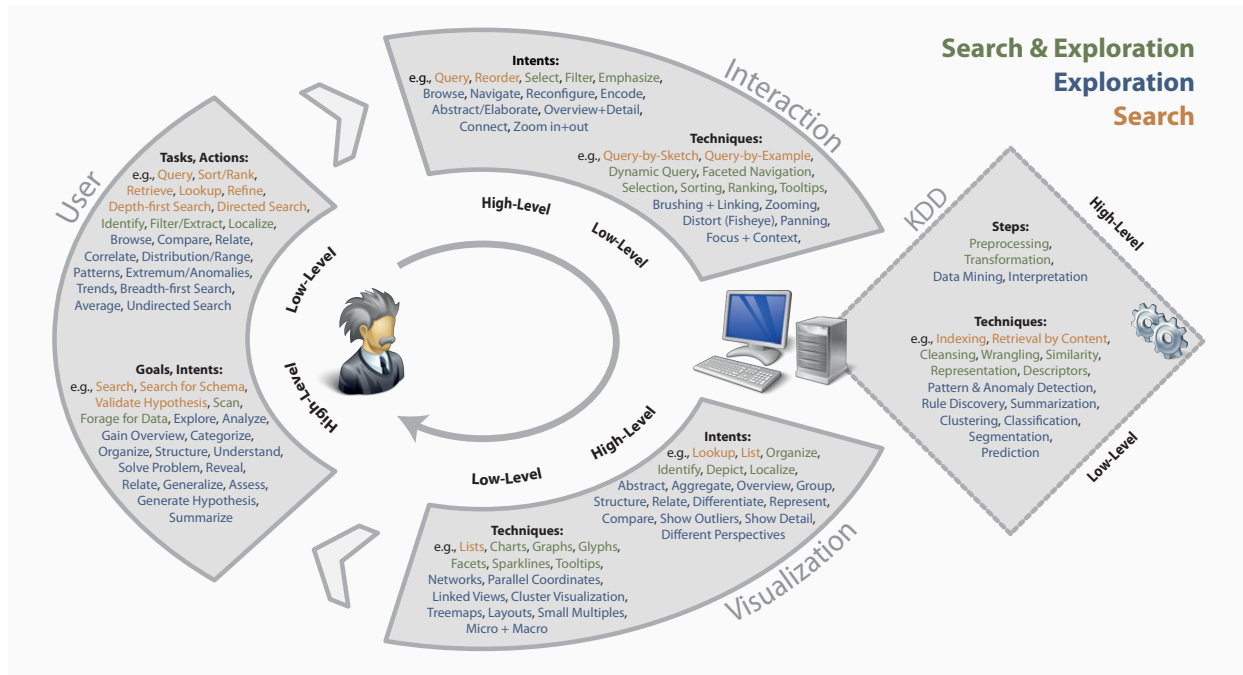 Search & Exploration
Exploration
Search
User
Tasks, Actions:
e.g., Query, Sort/Rank,
Retrieve, Lookup, Refine,
Depth-first Search, Directed Search,
Identify, Filter/Extract, Localize,
Browse, Compare, Relate,
Correlate, Distribution/Range,
Patterns, Extremum/Anomalies,
Trends, Breadth-first Search,
Average, Undirected Search
Low-Level
Goals, Intents:
e.g., Search, Search for Schema,
Validate Hypothesis, Scan,
Forage for Data, Explore, Analyze,
Gain Overview, Categorize,
Organize, Structure, Understand,
Solve Problem, Reveal,
Relate, Generalize, Assess,
Generate Hypothesis,
Summarize
High-Level
Interaction
Intents:
e.g., Query, Reorder, Select, Filter, Emphasize,
Browse, Navigate, Reconfigure, Encode,
Abstract/Elaborate, Overview+Detail,
Connect, Zoom in+out
High-Level
Techniques:
e.g., Query-by-Sketch, Query-by-Example,
Dynamic Query, Faceted Navigation,
Selection, Sorting, Ranking, Tooltips,
Brushing + Linking, Zooming,
Distort (Fisheye), Panning,
Focus + Context,
Low-Level
KDD
High-Level
Steps:
Preprocessing,
Transformation,
Data Mining, Interpretation
Techniques:
e.g., Indexing, Retrieval by Content,
Cleansing, Wrangling, Similarity,
Representation, Descriptors,
Pattern & Anomaly Detection,
Rule Discovery, Summarization,
Clustering, Classification,
Segmentation,
Prediction
Low-Level
Visualization
High-Level
Intents:
e.g., Lookup, List, Organize,
Identify, Depict, Localize,
Abstract, Aggregate, Overview, Group,
Structure, Relate, Differentiate, Represent,
Compare, Show Outliers, Show Detail,
Different Perspectives
Low-Level
Techniques:
e.g., Lists, Charts, Graphs, Glyphs,
Facets, Sparklines, Tooltips,
Networks, Parallel Coordinates,
Linked Views, Cluster Visualization,
Treemaps, Layouts, Small Multiples,
Micro + Macro